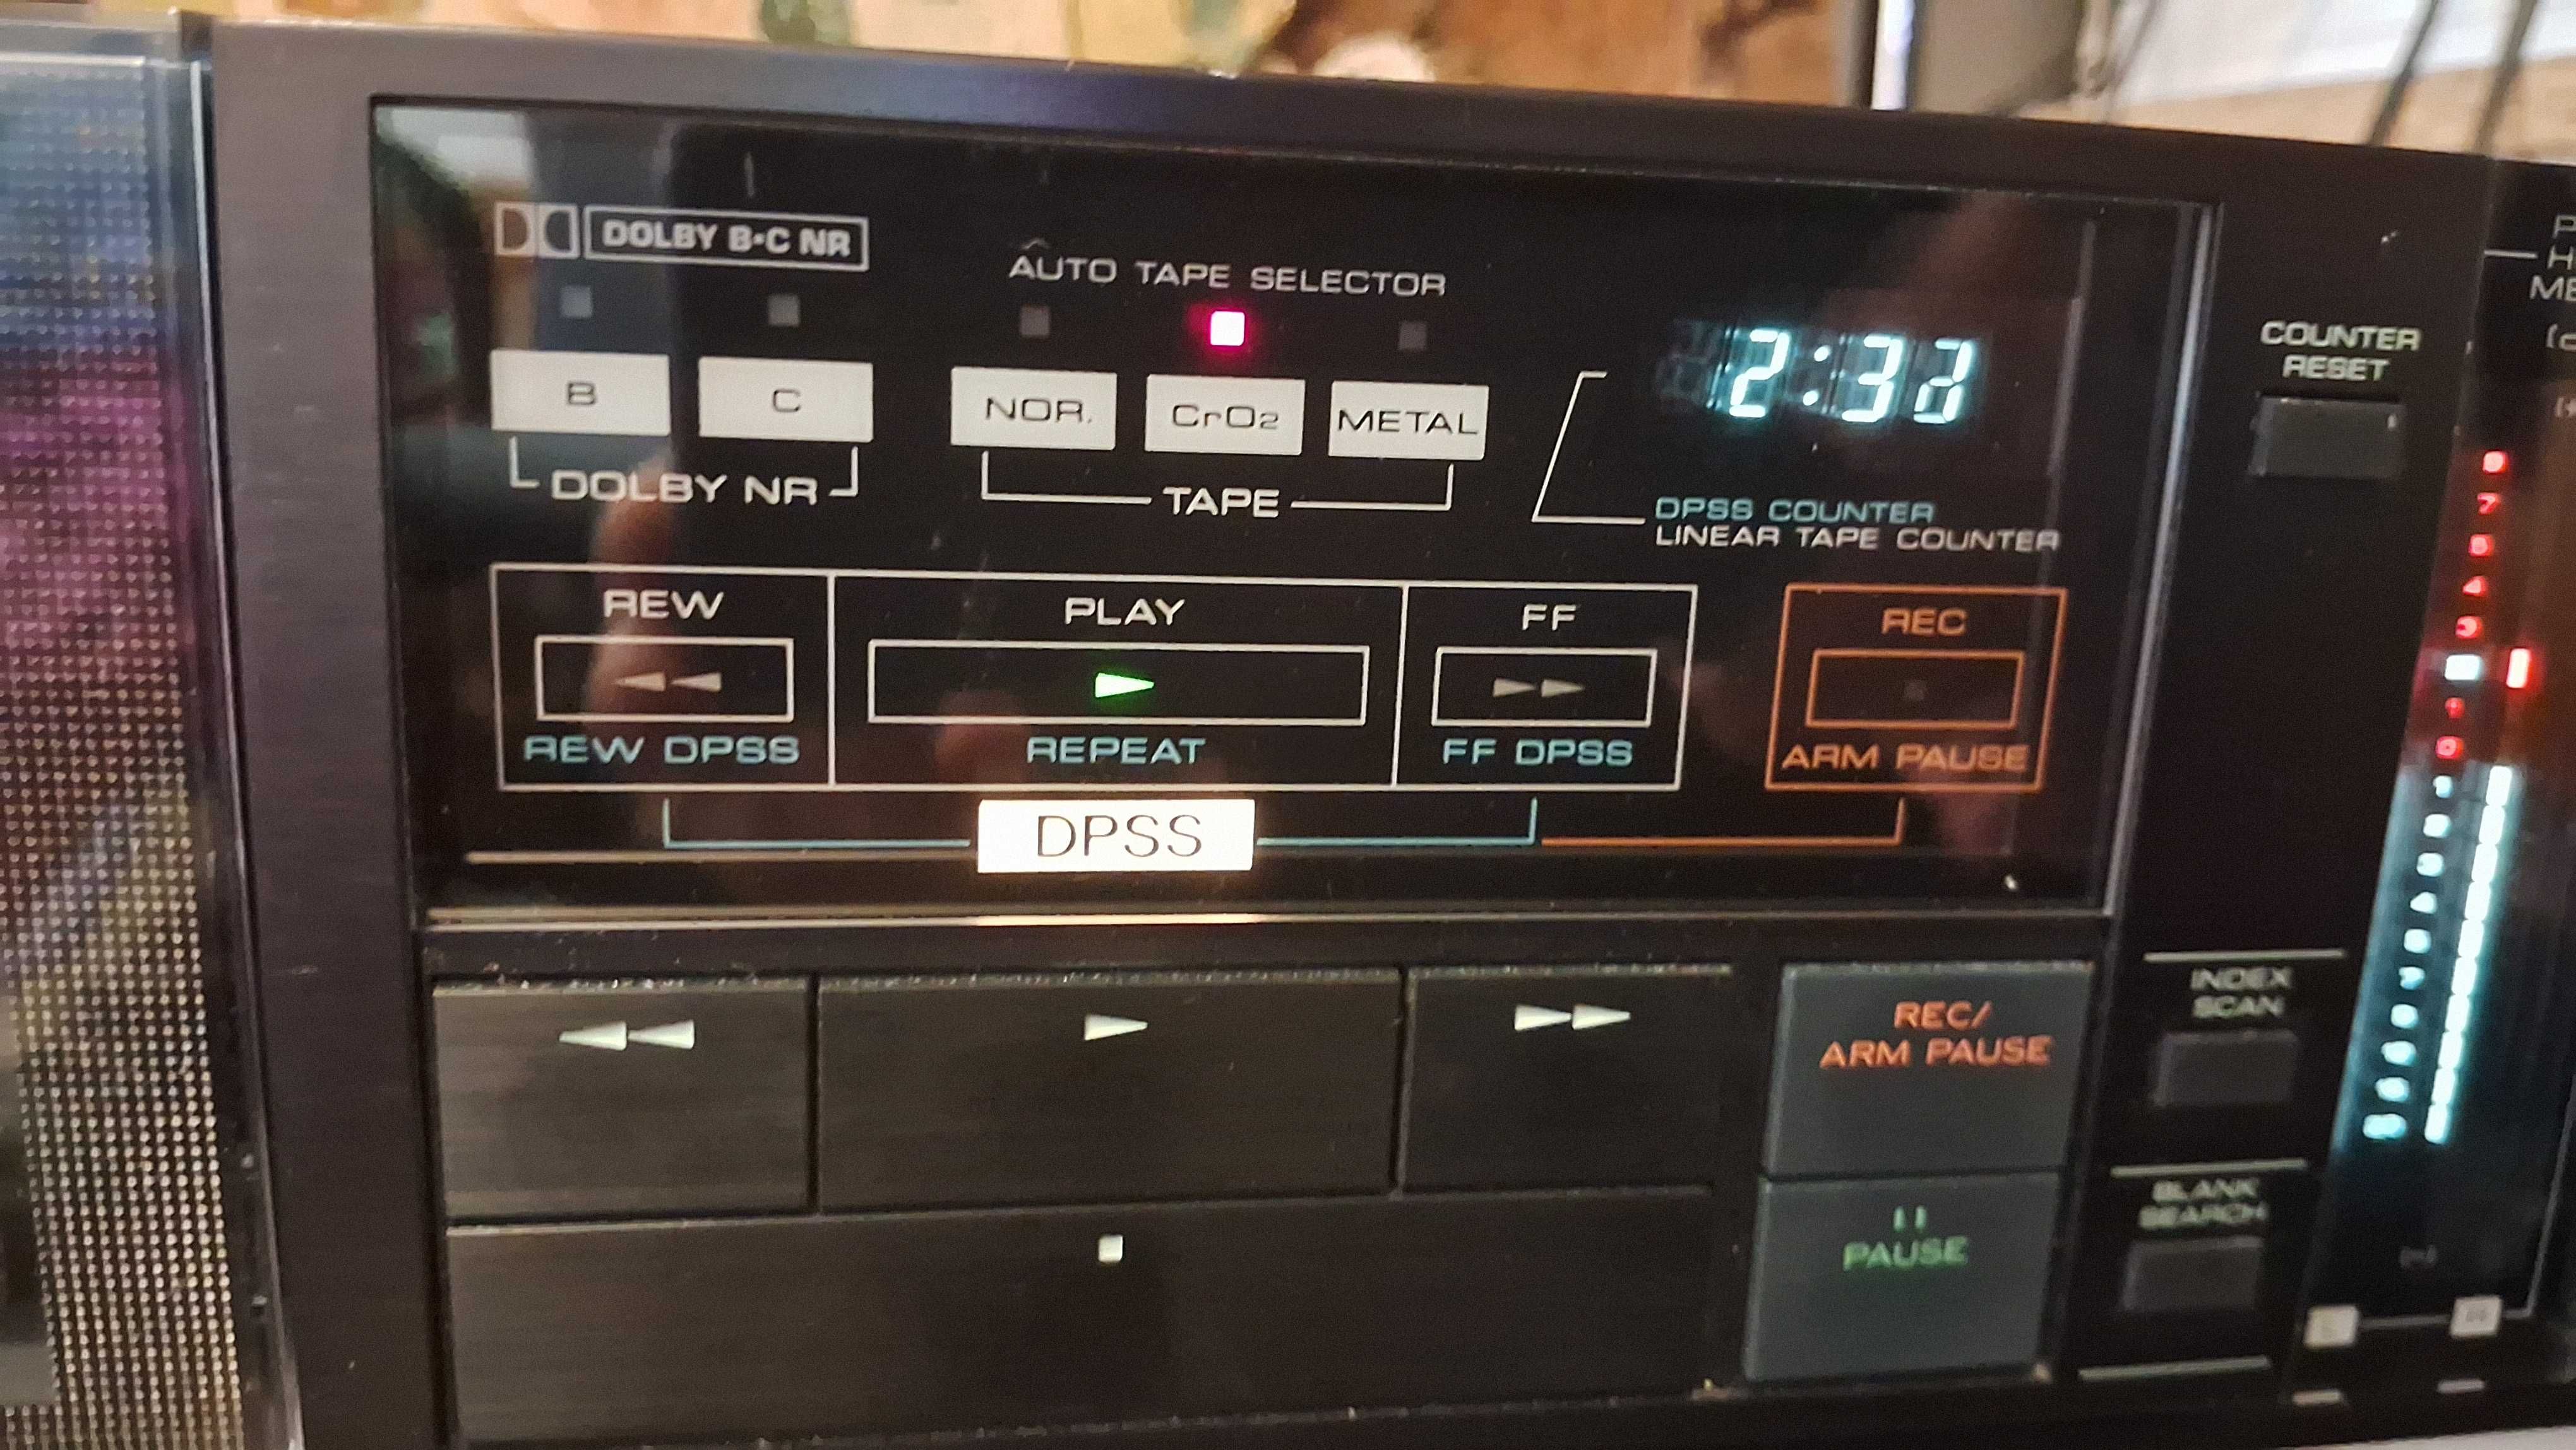 DOLBY B·C NR
AUTO TAPE SELECTOR
B
C
NOR.
CrO2
METAL
DOLBY NR
TAPE
DPSS COUNTER
LINEAR TAPE COUNTER
COUNTER
RESET
REW
PLAY
FF
REC
REW DPSS
REPEAT
FF DPSS
ARM PAUSE
DPSS
REC/
ARM PAUSE
INDEX
SCAN
PAUSE
BLANK
SEARCH